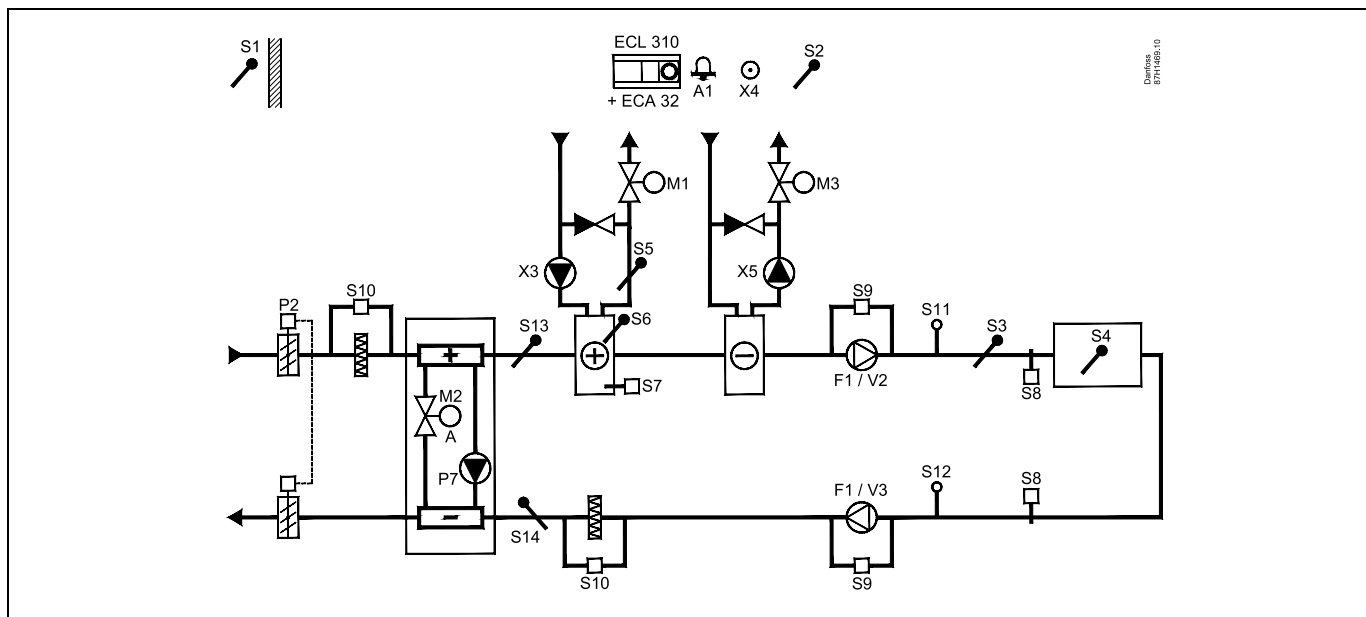 S1
ECL 310
+ ECA 32
A1
X4
S2
Danfoss
87H1469.10
M1
M3
X3
S5
X5
P2
S10
S13
S6
S9
S11
S3
S4
S7
F1 / V2
S8
M2
A
P7
S14
S10
F1 / V3
S9
S12
S8